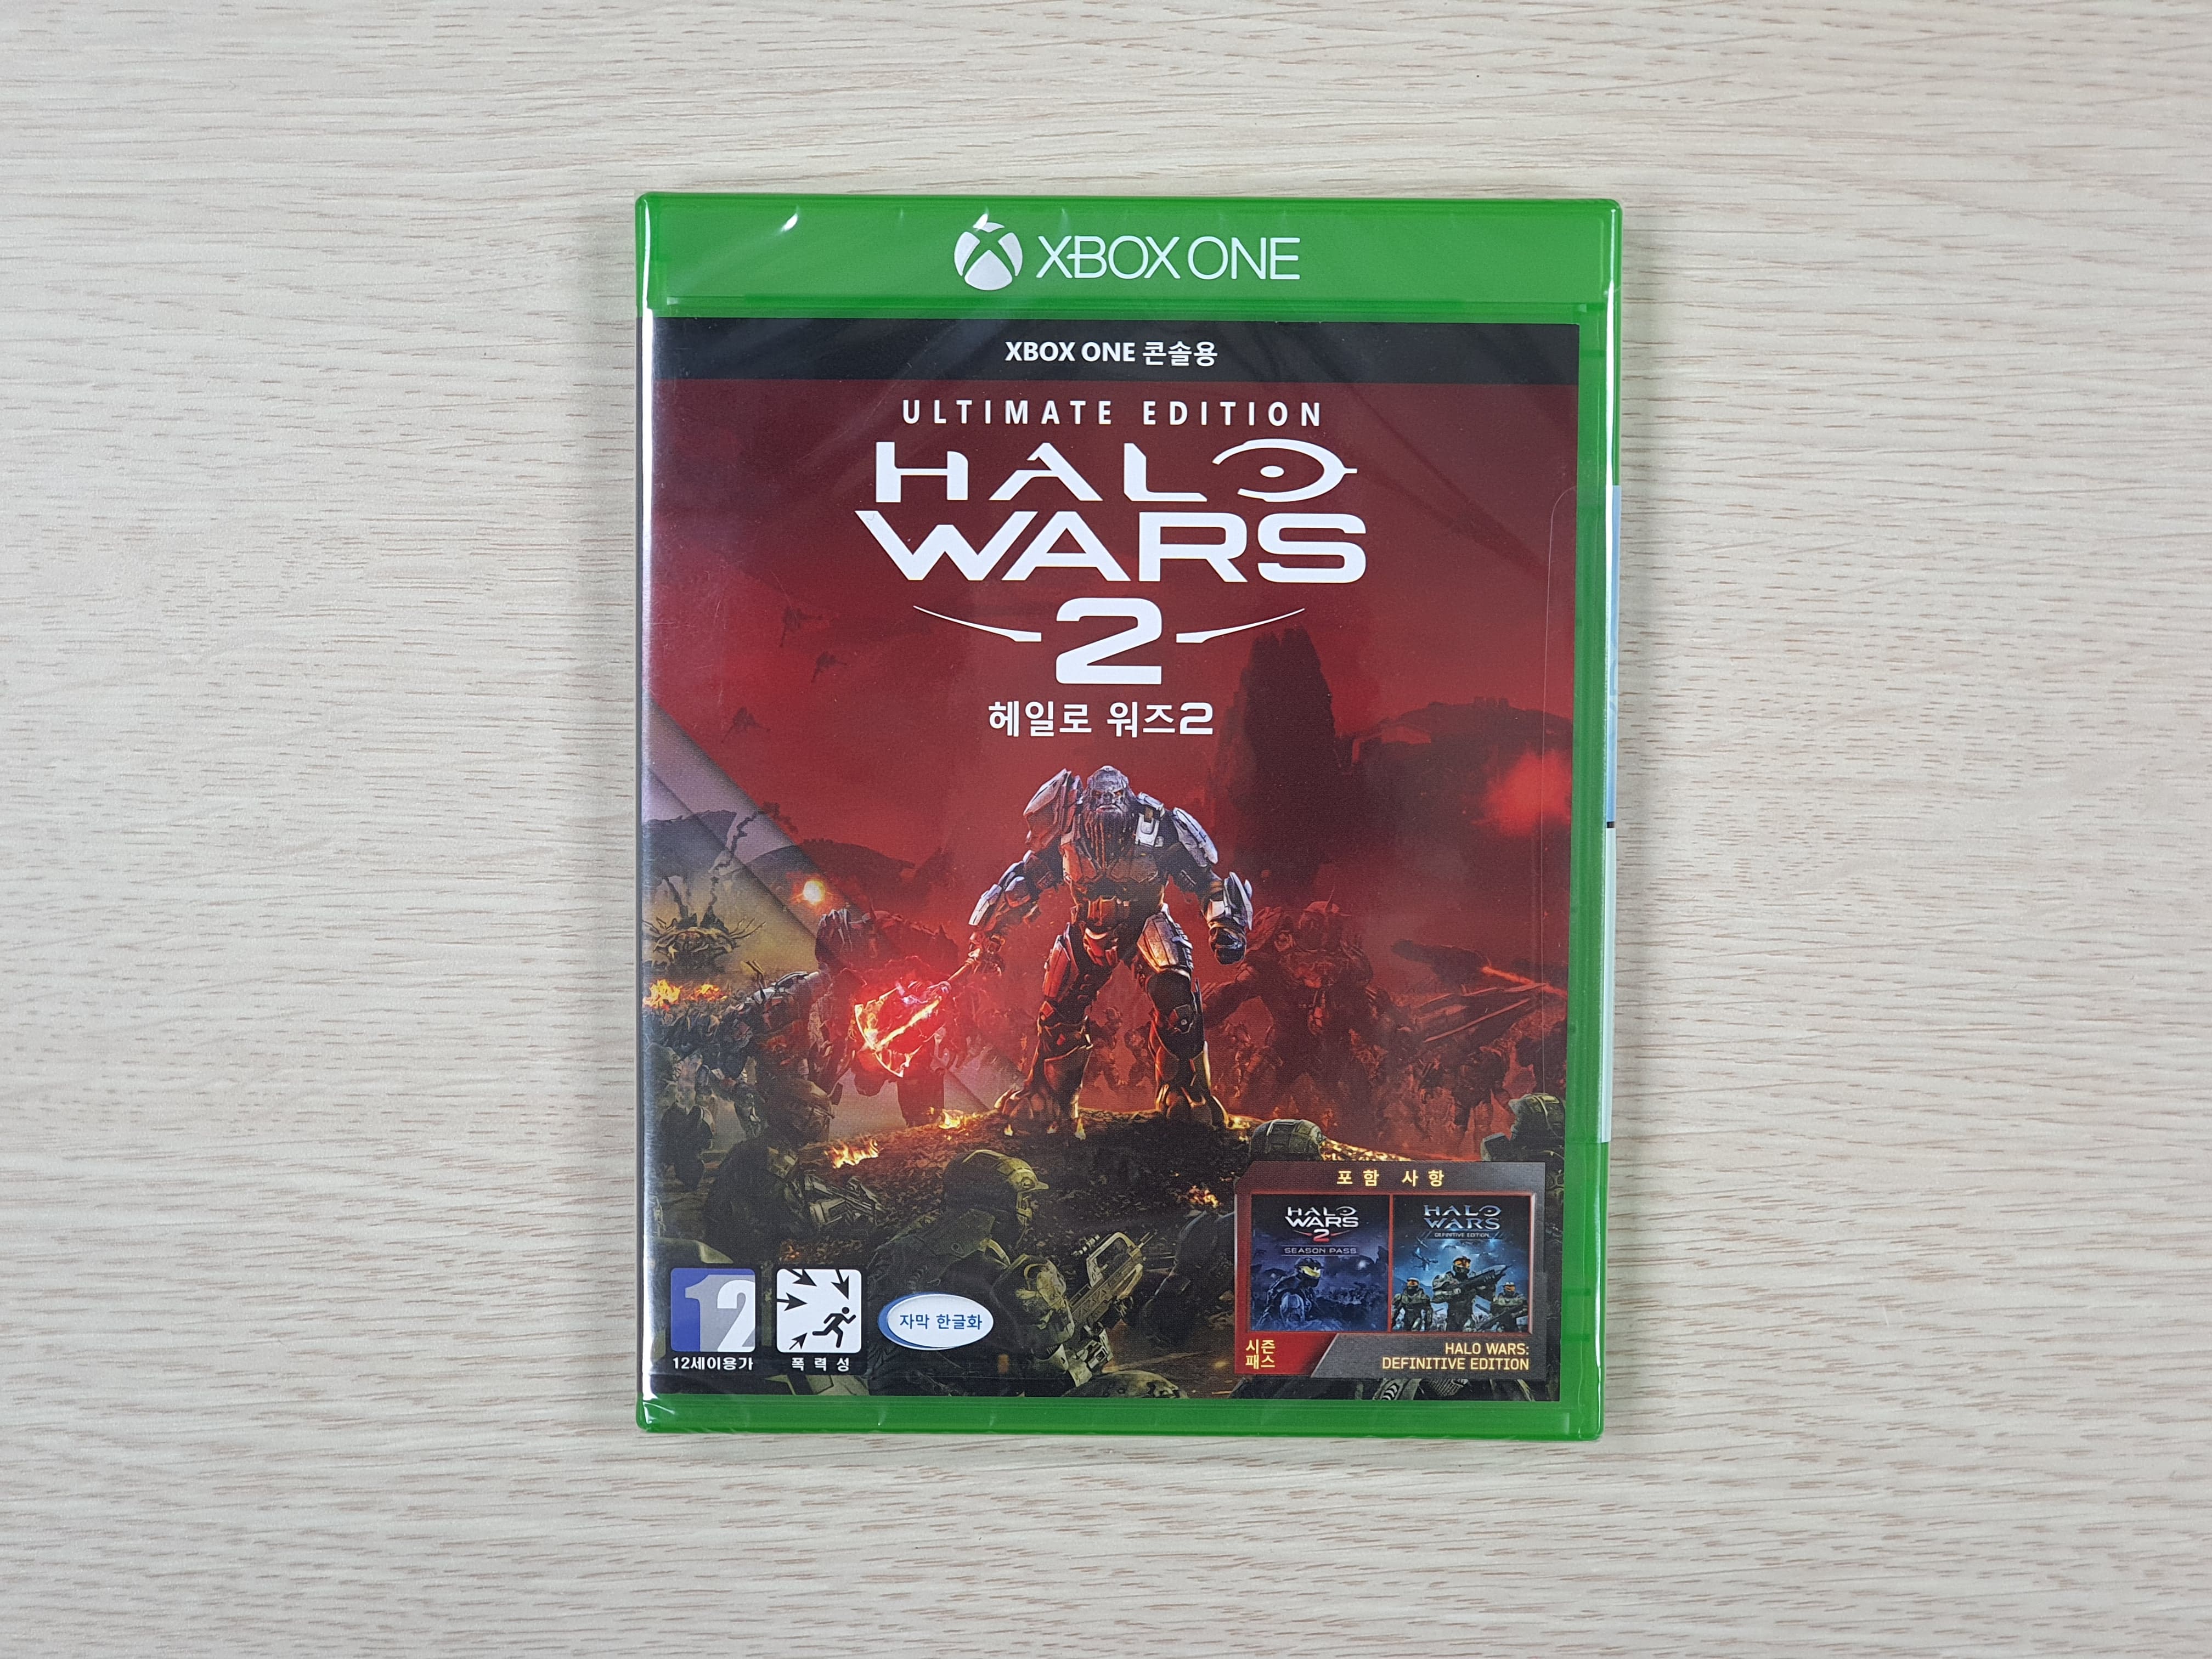 XBOX ONE
XBOX ONE 콘솔용
ULTIMATE EDITION
HALO
WARS
2
헤일로 워즈2
포함 사항
HALO
WARS
2
SEASON PASS
HALO
WARS
DEFINITIVE EDITION
시즌
패스
HALO WARS:
DEFINITIVE EDITION
12
12세이용가
폭력성
자막 한글화